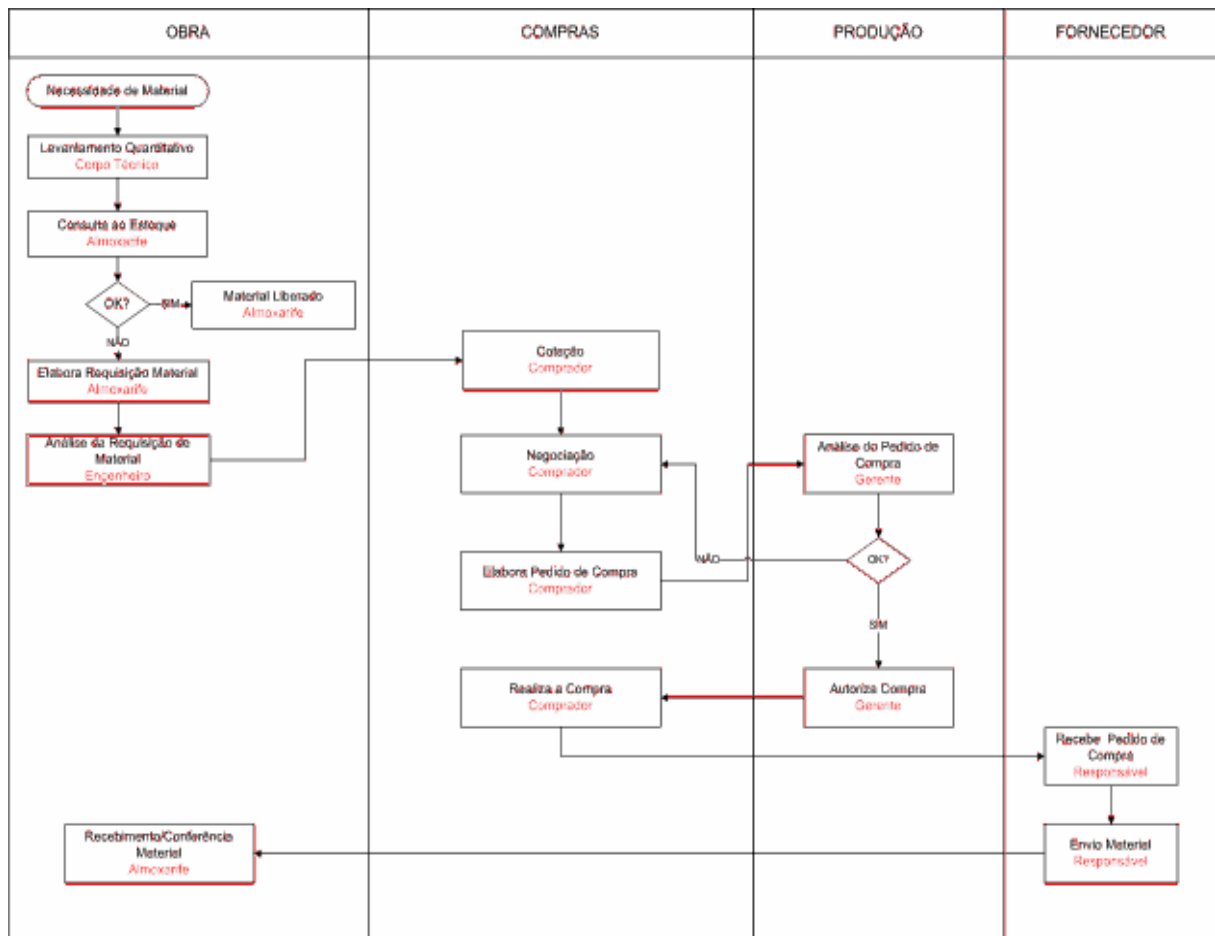 OBRA
COMPRAS
PRODUÇÃO
FORNECEDOR
Necessidade de Material
Levantamento Quantitativo
Corpo Técnico
Consulta ao Estoque
Almoxarife
OK?
SIM
Material Liberado
Almoxarife
NÃO
Elabora Requisição Material
Almoxarife
Análise da Requisição de
Material
Engenheiro
Cotação
Comprador
Negociação
Comprador
Elabora Pedido de Compra
Comprador
Análise do Pedido de
Compra
Gerente
OK?
NÃO
SIM
Autoriza Compra
Gerente
Realiza a Compra
Comprador
Recebe Pedido de
Compra
Responsável
Envio Material
Responsável
Recebimento/Conferência
Material
Almoxarife